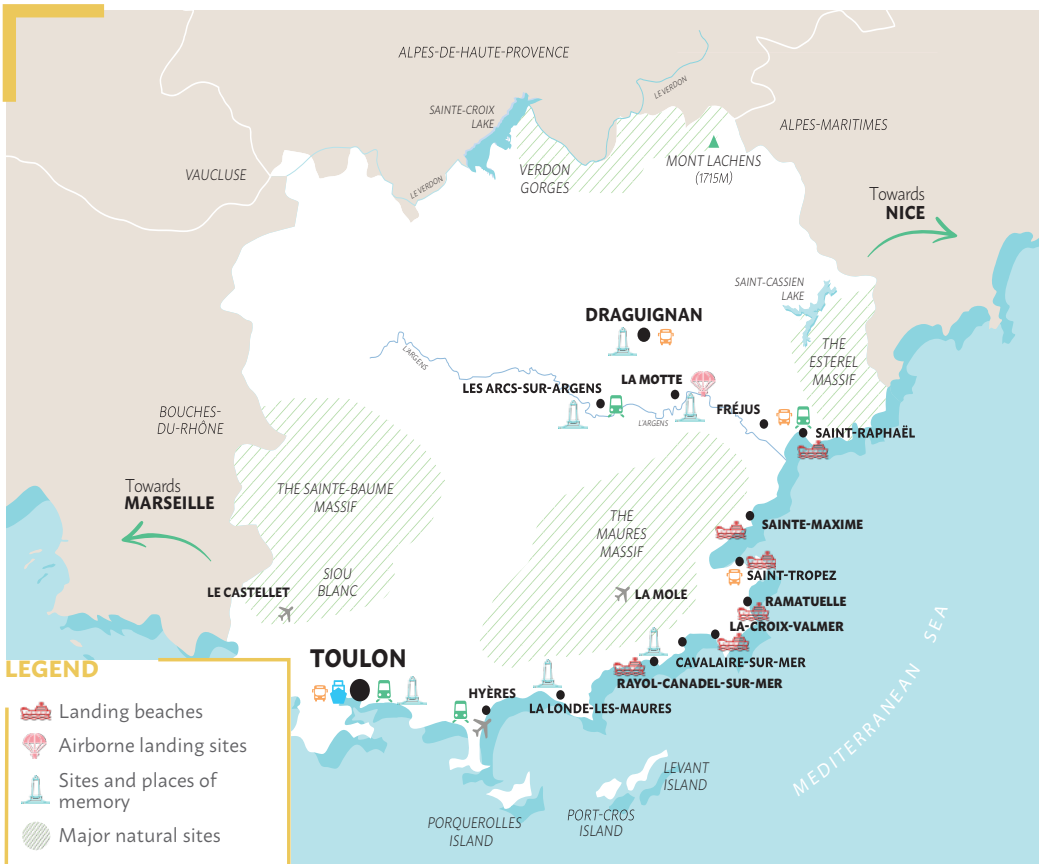 ALPES-DE-HAUTE-PROVENCE
LE VERDON
SAINTE-CROIX
LAKE
ALPES-MARITIMES
VAUCLUSE
LE VERDON
VERDON
GORGES
MONT LACHENS
(1715M)
Towards
NICE
SAINT-CASSIEN
LAKE
DRAGUIGNAN
THE
ESTEREL
MASSIF
L'ARGENS
LES ARCS-SUR-ARGENS
LA MOTTE
FRÉJUS
L'ARGENS
SAINT-RAPHAËL
BOUCHES-
DU-RHÔNE
Towards
MARSEILLE
THE SAINTE-BAUME
MASSIF
THE
MAURES
MASSIF
SAINTE-MAXIME
SIOU
BLANC
SAINT-TROPEZ
LE CASTELLET
LA MOLE
RAMATUELLE
LA-CROIX-VALMER
CAVALAIRE-SUR-MER
RAYOL-CANADEL-SUR-MER
TOULON
HYÈRES
LA LONDE-LES-MAURES
MEDITERRANEAN SEA
LEVANT
ISLAND
PORT-CROS
ISLAND
PORQUEROLLES
ISLAND
LEGEND
Landing beaches
Airborne landing sites
Sites and places of
memory
Major natural sites